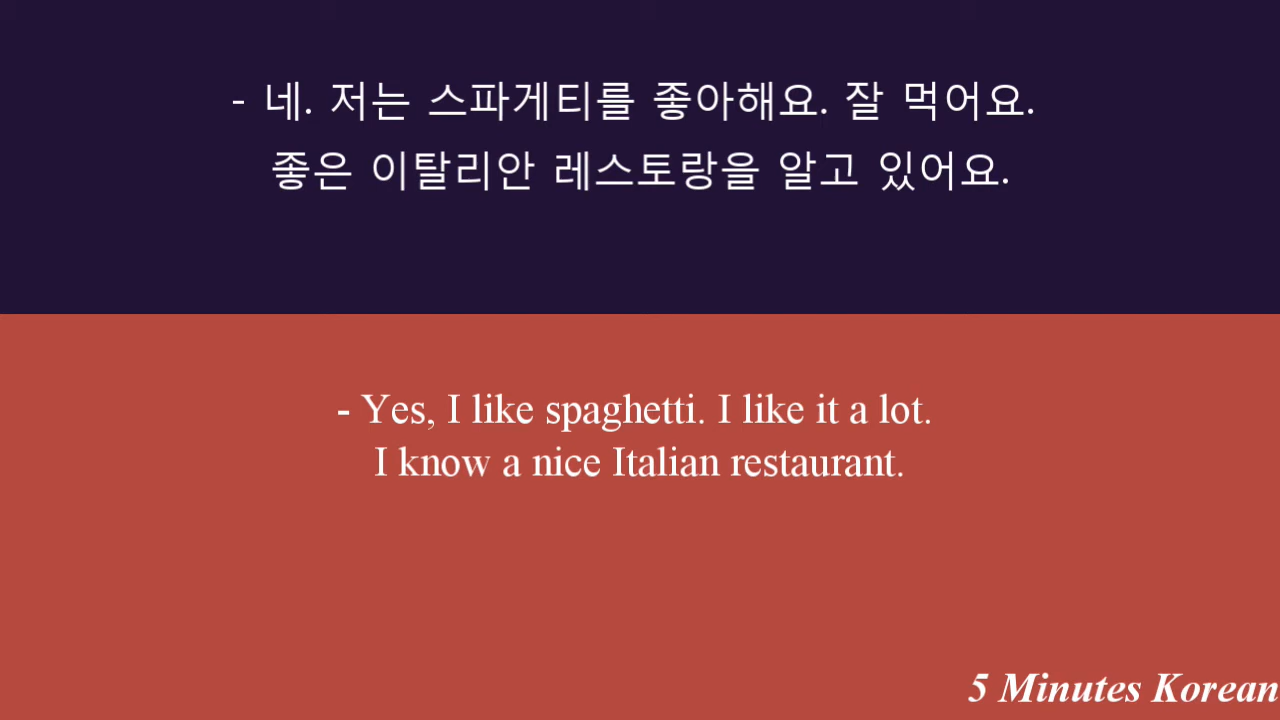 - 네. 저는 스파게티를 좋아해요. 잘 먹어요.
좋은 이탈리안 레스토랑을 알고 있어요.
- Yes, I like spaghetti. I like it a lot.
I know a nice Italian restaurant.
5 Minutes Korean